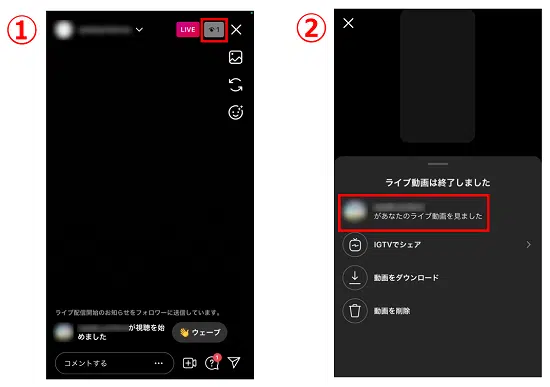 ①
LIVE
1
ライブ配信開始のお知らせをフォロワーに送信しています。
が視聴を始
めました
👋 ウェーブ
コメントする
1
②
ライブ動画は終了しました
があなたのライブ動画を見ました
IGTVでシェア
動画をダウンロード
動画を削除